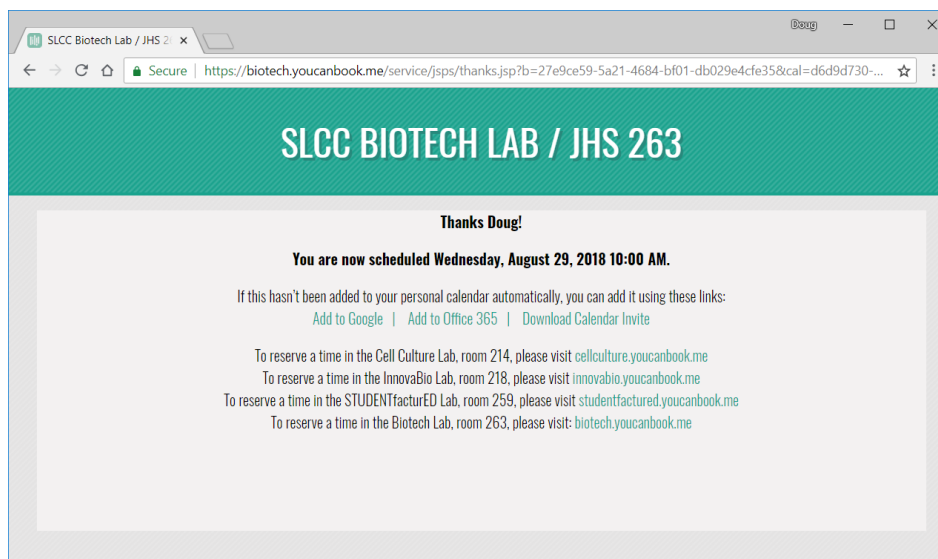 Doug
SLCC Biotech Lab / JHS 2
Secure | https://biotech.youcanbook.me/service/jsps/thanks.jsp?b=27e9ce59-5a21-4684-bf01-db029e4cfe35&cal=d6d9d730-...
SLCC BIOTECH LAB / JHS 263
Thanks Doug!
You are now scheduled Wednesday, August 29, 2018 10:00 AM.
If this hasn't been added to your personal calendar automatically, you can add it using these links:
Add to Google | Add to Office 365 | Download Calendar Invite
To reserve a time in the Cell Culture Lab, room 214, please visit cellculture.youcanbook.me
To reserve a time in the InnovaBio Lab, room 218, please visit innovabio.youcanbook.me
To reserve a time in the STUDENTfacturED Lab, room 259, please visit studentfactured.youcanbook.me
To reserve a time in the Biotech Lab, room 263, please visit: biotech.youcanbook.me